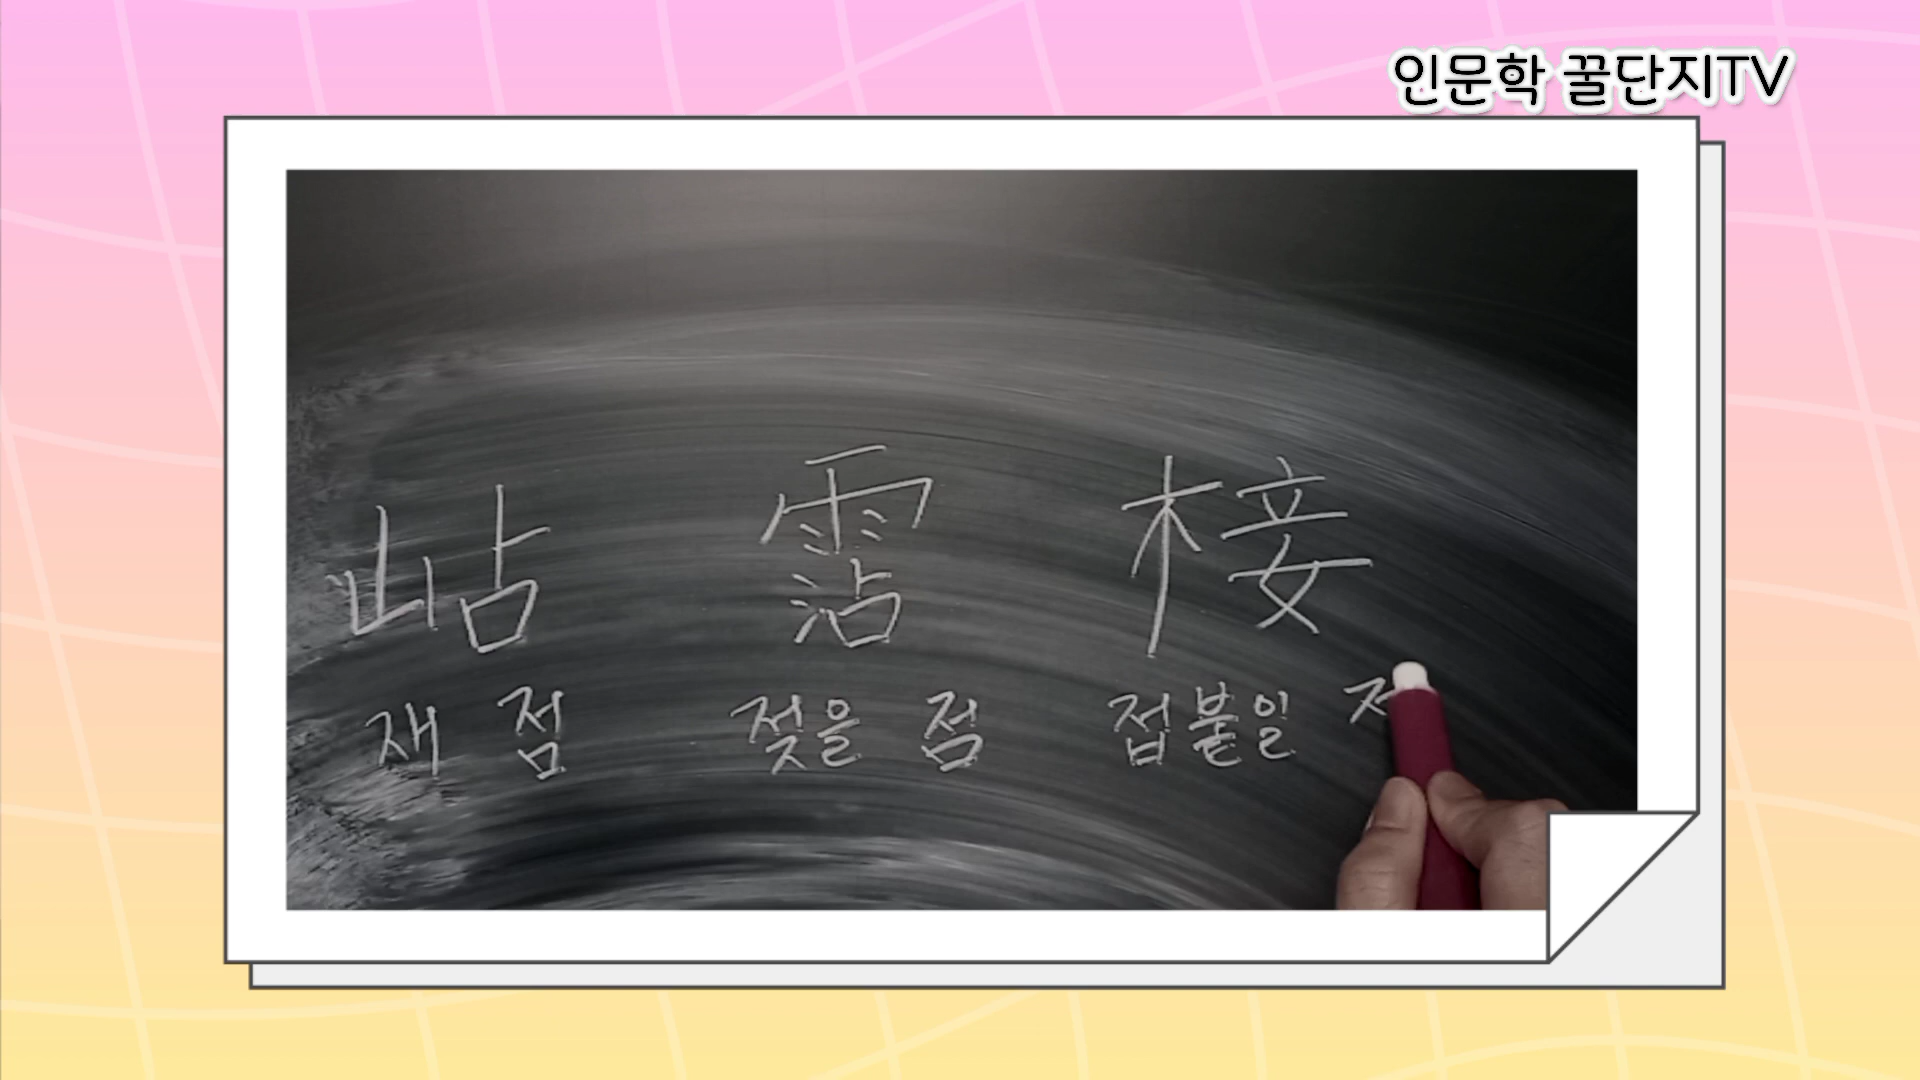 인문학 꿀단지TV
岾 霑 椄
재 점 젖을 점 접붙일 저